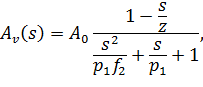 A_v(s) = A_0 \frac{1 - \frac{s}{z}}{\frac{s^2}{p_1 f_2} + \frac{s}{p_1} + 1},